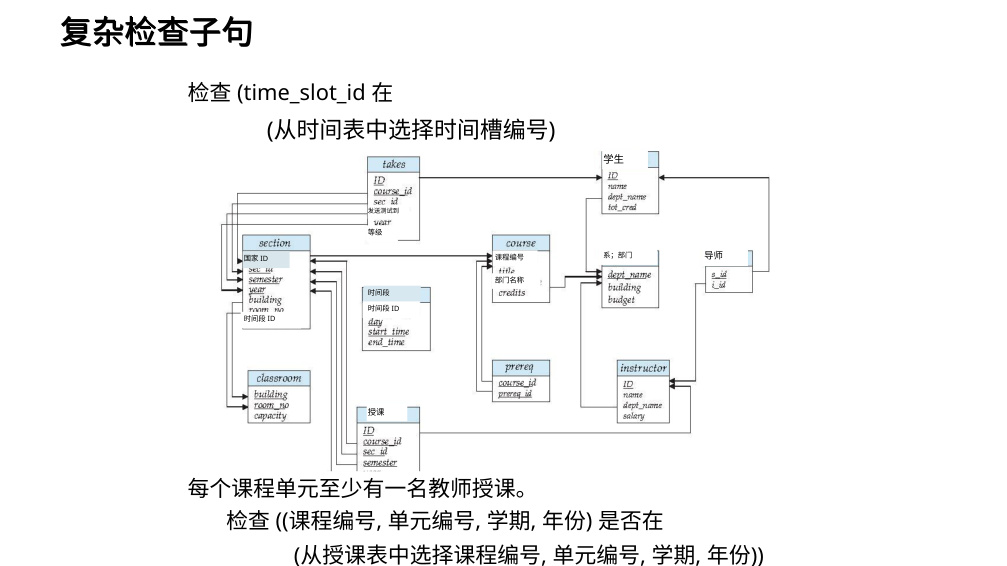 复杂检查子句
检查 (time_slot_id 在
(从时间表中选择时间槽编号)
takes
ID
course_id
sec_id
发送测试到
year
等级
学生
ID
name
dept_name
tot_cred
section
国家 ID
sec_id
semester
year
building
room_no
时间段 ID
course
课程编号
title
部门名称
credits
系；部门
dept_name
building
budget
导师
s_id
i_id
时间段
时间段 ID
day
start_time
end_time
prereq
course_id
prereq_id
instructor
ID
name
dept_name
salary
classroom
building
room_no
capacity
授课
ID
course_id
sec_id
semester
每个课程单元至少有一名教师授课。
检查 ((课程编号, 单元编号, 学期, 年份) 是否在
(从授课表中选择课程编号, 单元编号, 学期, 年份))